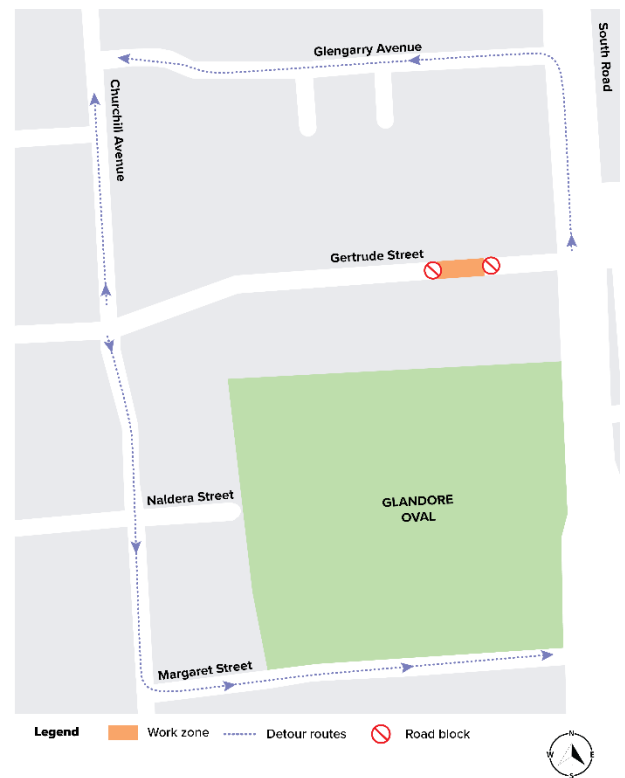 Glengarry Avenue
South Road
Churchill Avenue
Gertrude Street
Naldera Street
GLANDORE
OVAL
Margaret Street
Legend
Work zone
Detour routes
Road block
N
W
E
S